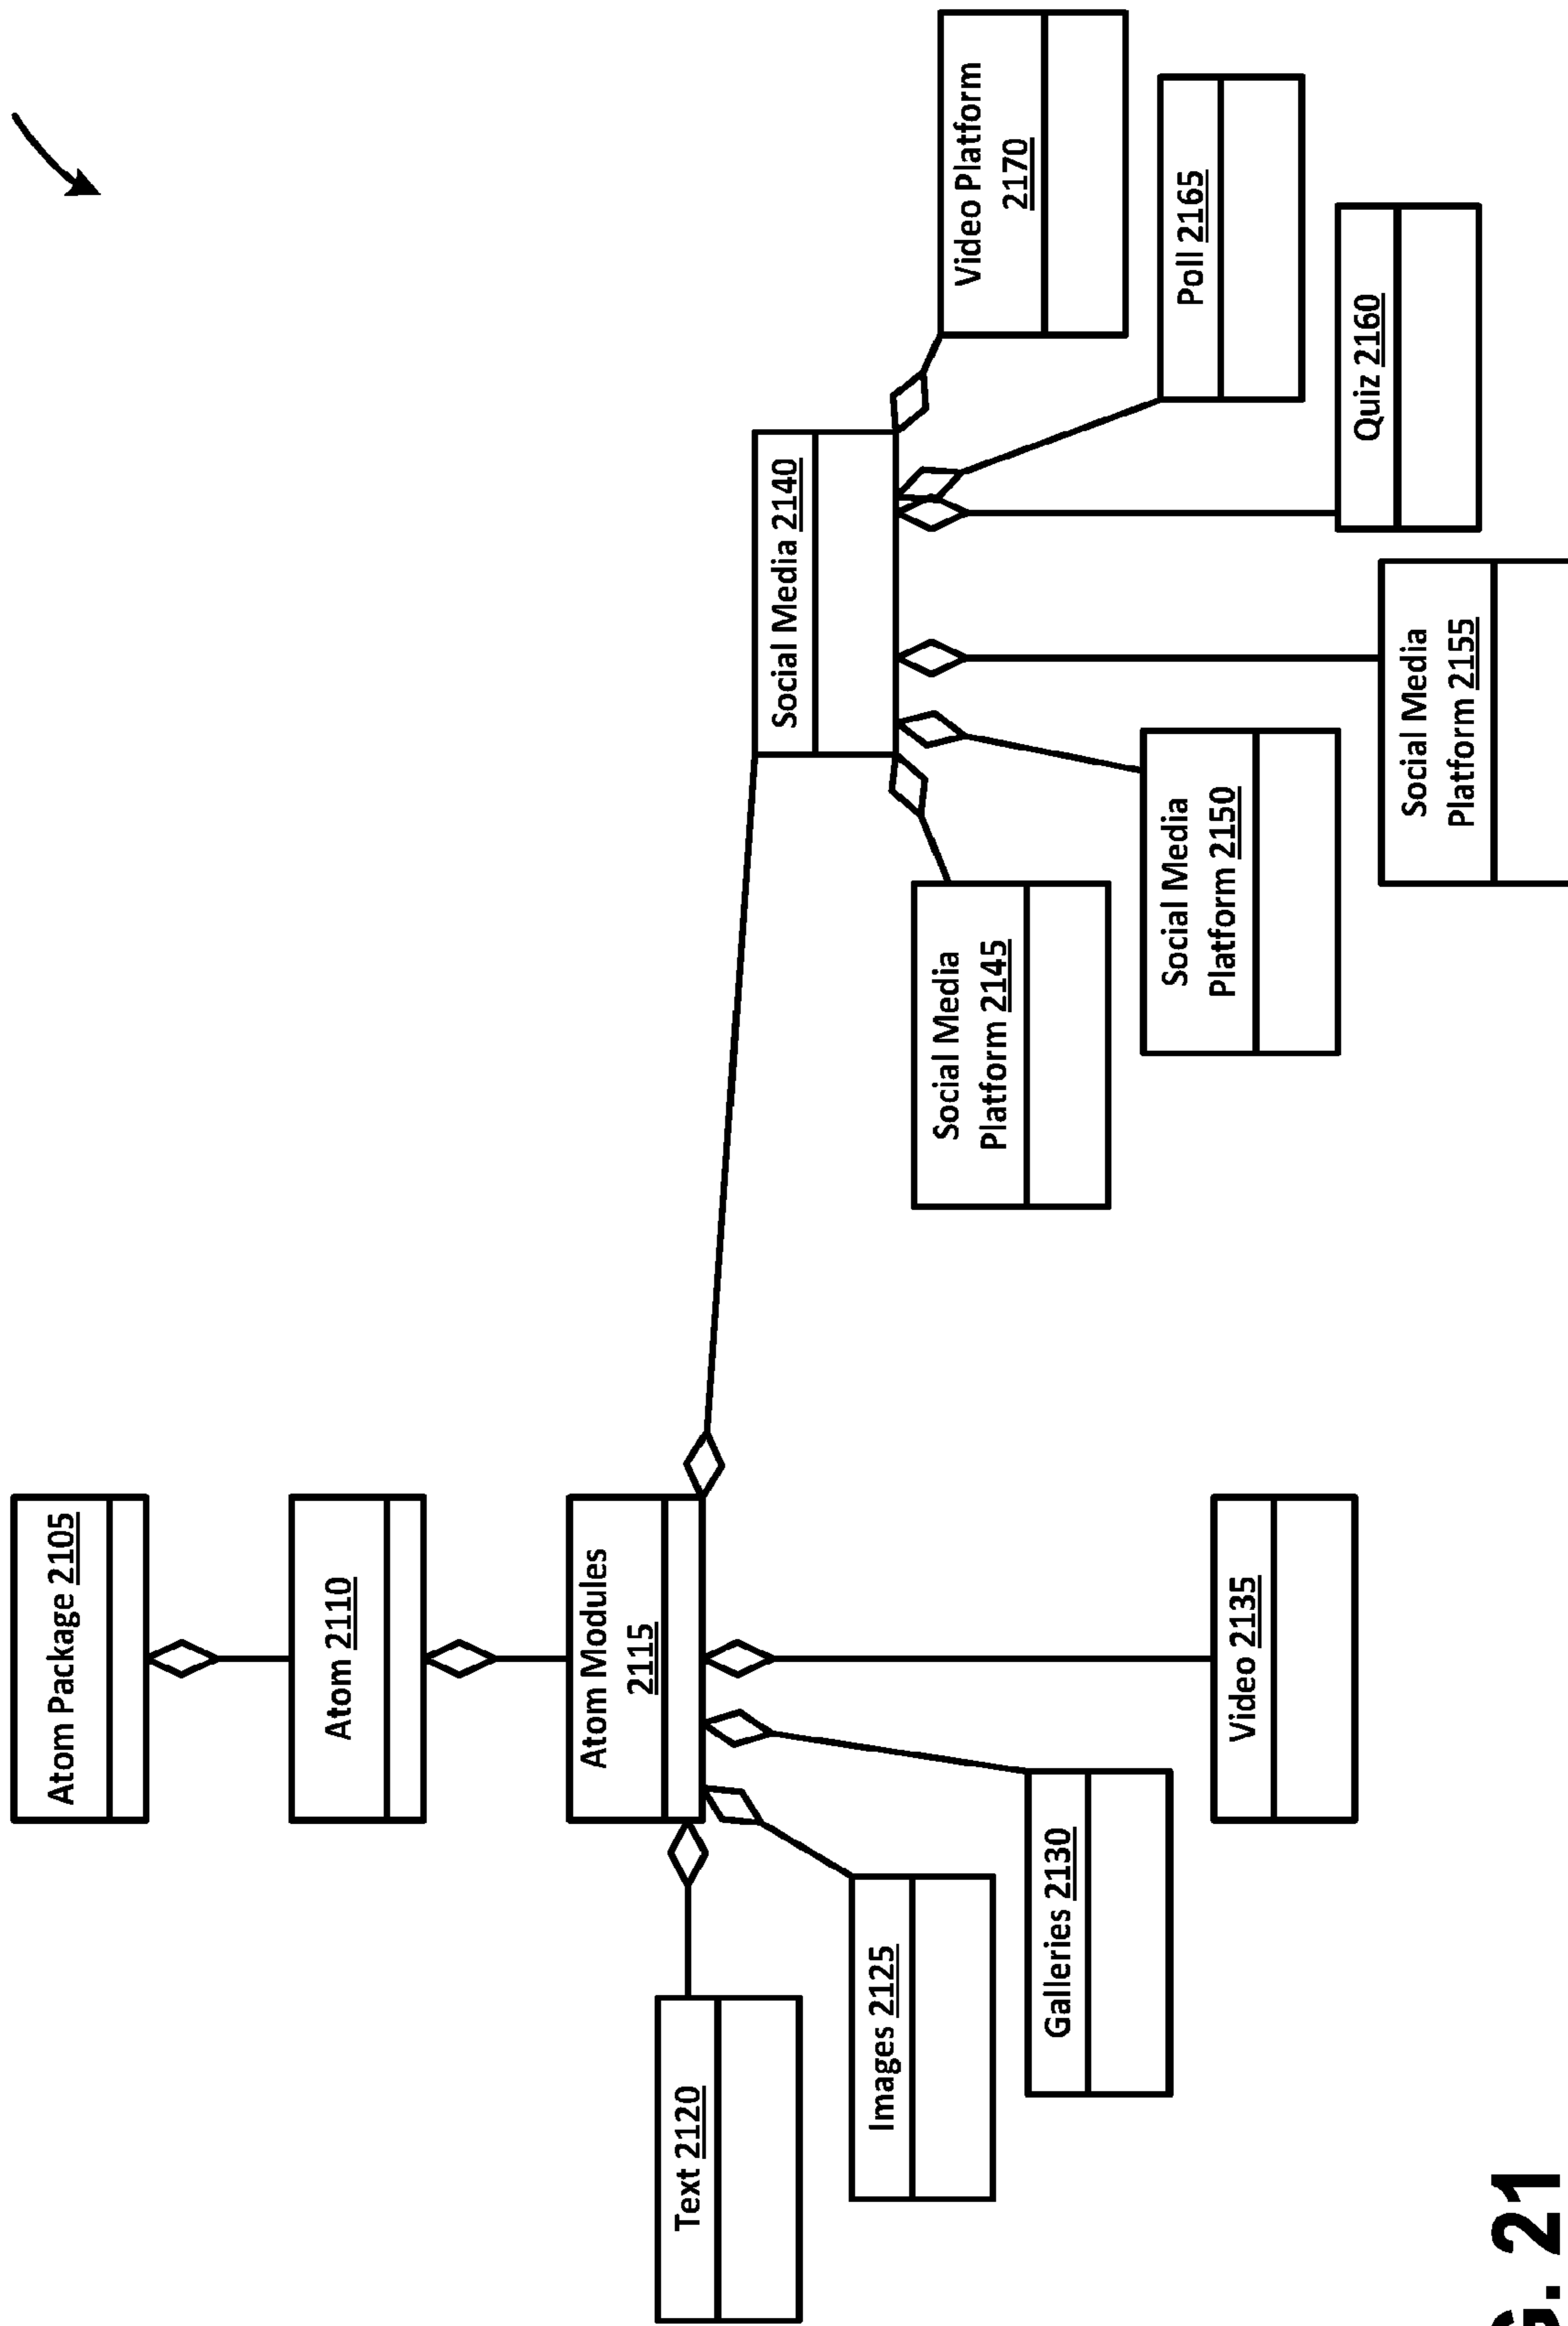 Atom Package 2105
Atom 2110
Atom Modules
2115
Text 2120
Images 2125
Galleries 2130
Video 2135
Social Media 2140
Social Media
Platform 2145
Social Media
Platform 2150
Social Media
Platform 2155
Quiz 2160
Poll 2165
Video Platform
2170
G. 21